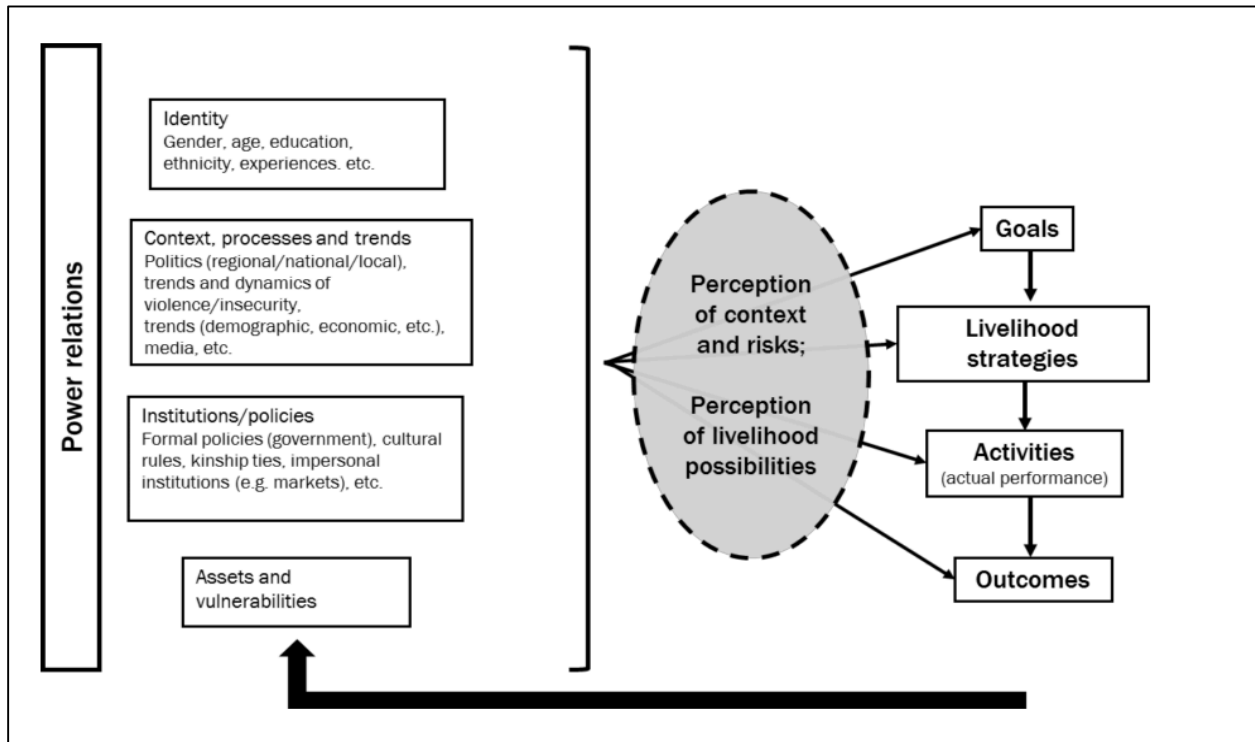 Power relations
Identity
Gender, age, education,
ethnicity, experiences. etc.
Context, processes and trends
Politics (regional/national/local),
trends and dynamics of
violence/insecurity,
trends (demographic, economic, etc.),
media, etc.
Institutions/policies
Formal policies (government), cultural
rules, kinship ties, impersonal
institutions (e.g. markets), etc.
Assets and
vulnerabilities
Perception
of context
and risks;
Perception
of livelihood
possibilities
Goals
Livelihood
strategies
Activities
(actual performance)
Outcomes